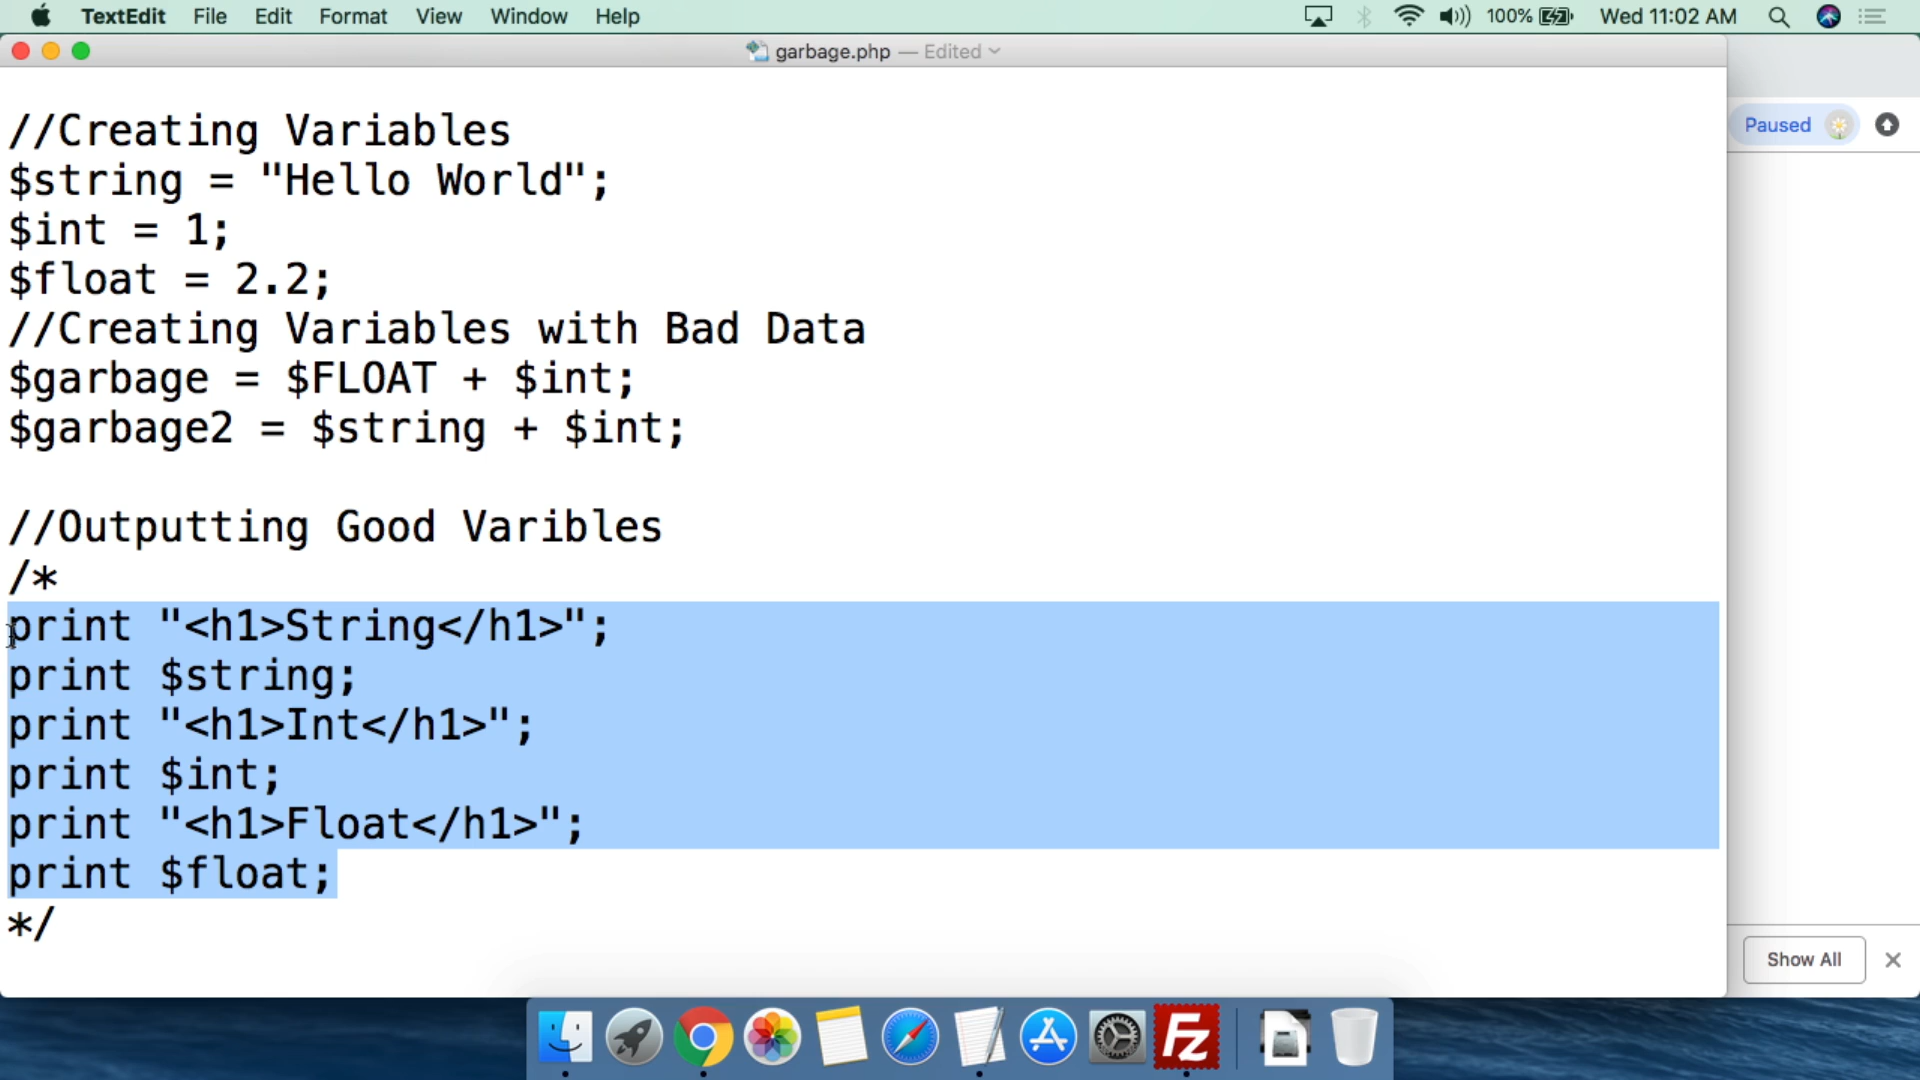 TextEdit File Edit Format View Window Help 100% Wed 11:02 AM
garbage.php — Edited
Paused
//Creating Variables
$string = "Hello World";
$int = 1;
$float = 2.2;
//Creating Variables with Bad Data
$garbage = $FLOAT + $int;
$garbage2 = $string + $int;
//Outputting Good Varibles
/*
print "<h1>String</h1>";
print $string;
print "<h1>Int</h1>";
print $int;
print "<h1>Float</h1>";
print $float;
*/
Show All
Fz